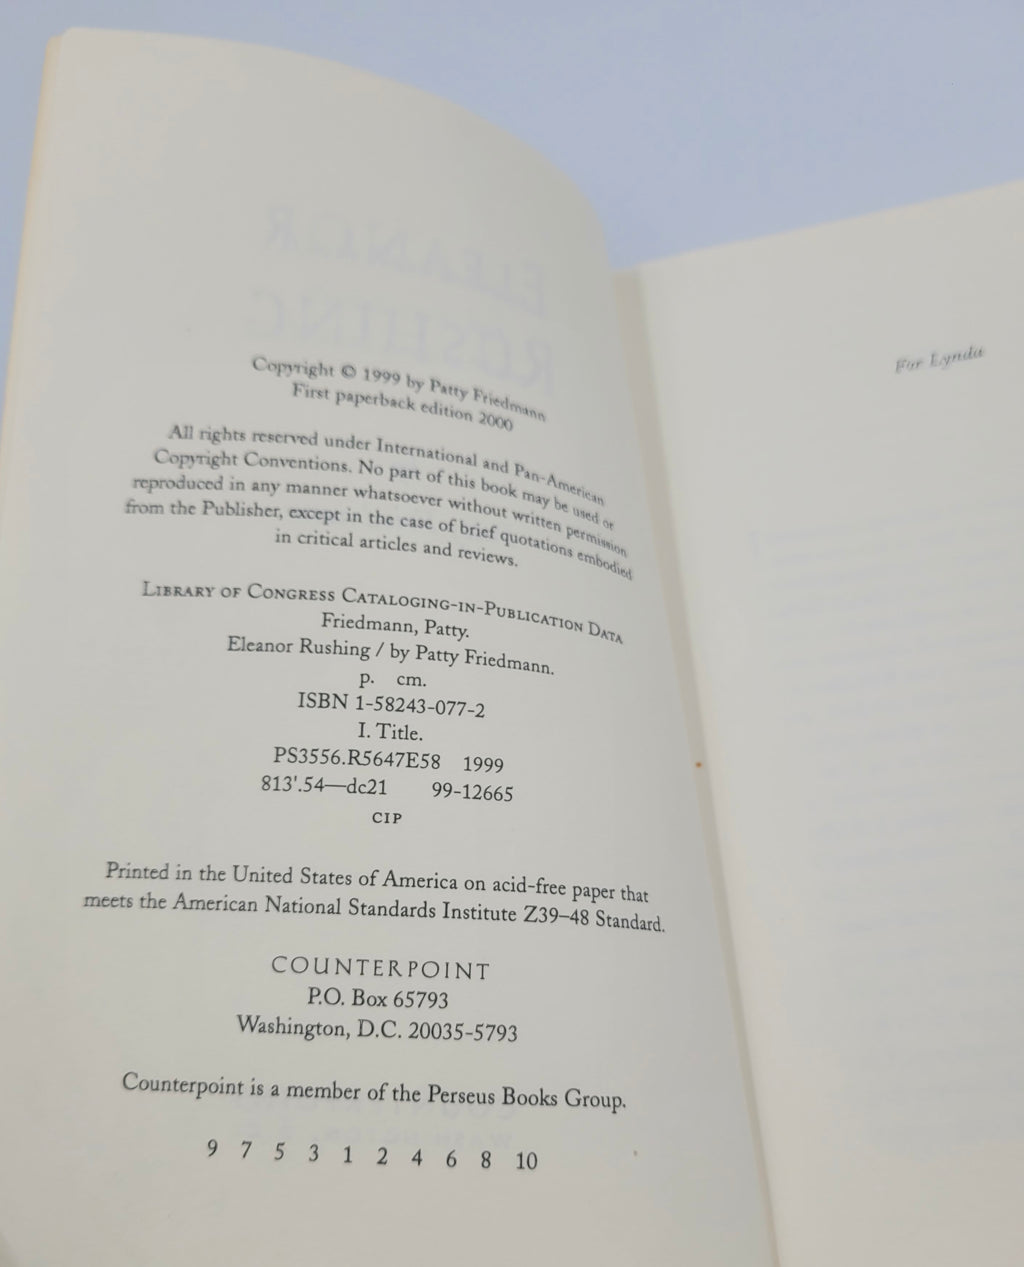 Copyright © 1999 by Patty Friedmann
First paperback edition 2000
All rights reserved under International and Pan-American
Copyright Conventions. No part of this book may be used or
reproduced in any manner whatsoever without written permission
from the Publisher, except in the case of brief quotations embodied
in critical articles and reviews.
Library of Congress Cataloging-in-Publication Data
Friedmann, Patty.
Eleanor Rushing / by Patty Friedmann.
p. cm.
ISBN 1-58243-077-2
I. Title.
PS3556.R5647E58 1999
813'.54—dc21 99-12665
CIP
Printed in the United States of America on acid-free paper that
meets the American National Standards Institute Z39–48 Standard.
COUNTERPOINT
P.O. Box 65793
Washington, D.C. 20035-5793
Counterpoint is a member of the Perseus Books Group.
9 7 5 3 1 2 4 6 8 10
For Lynda